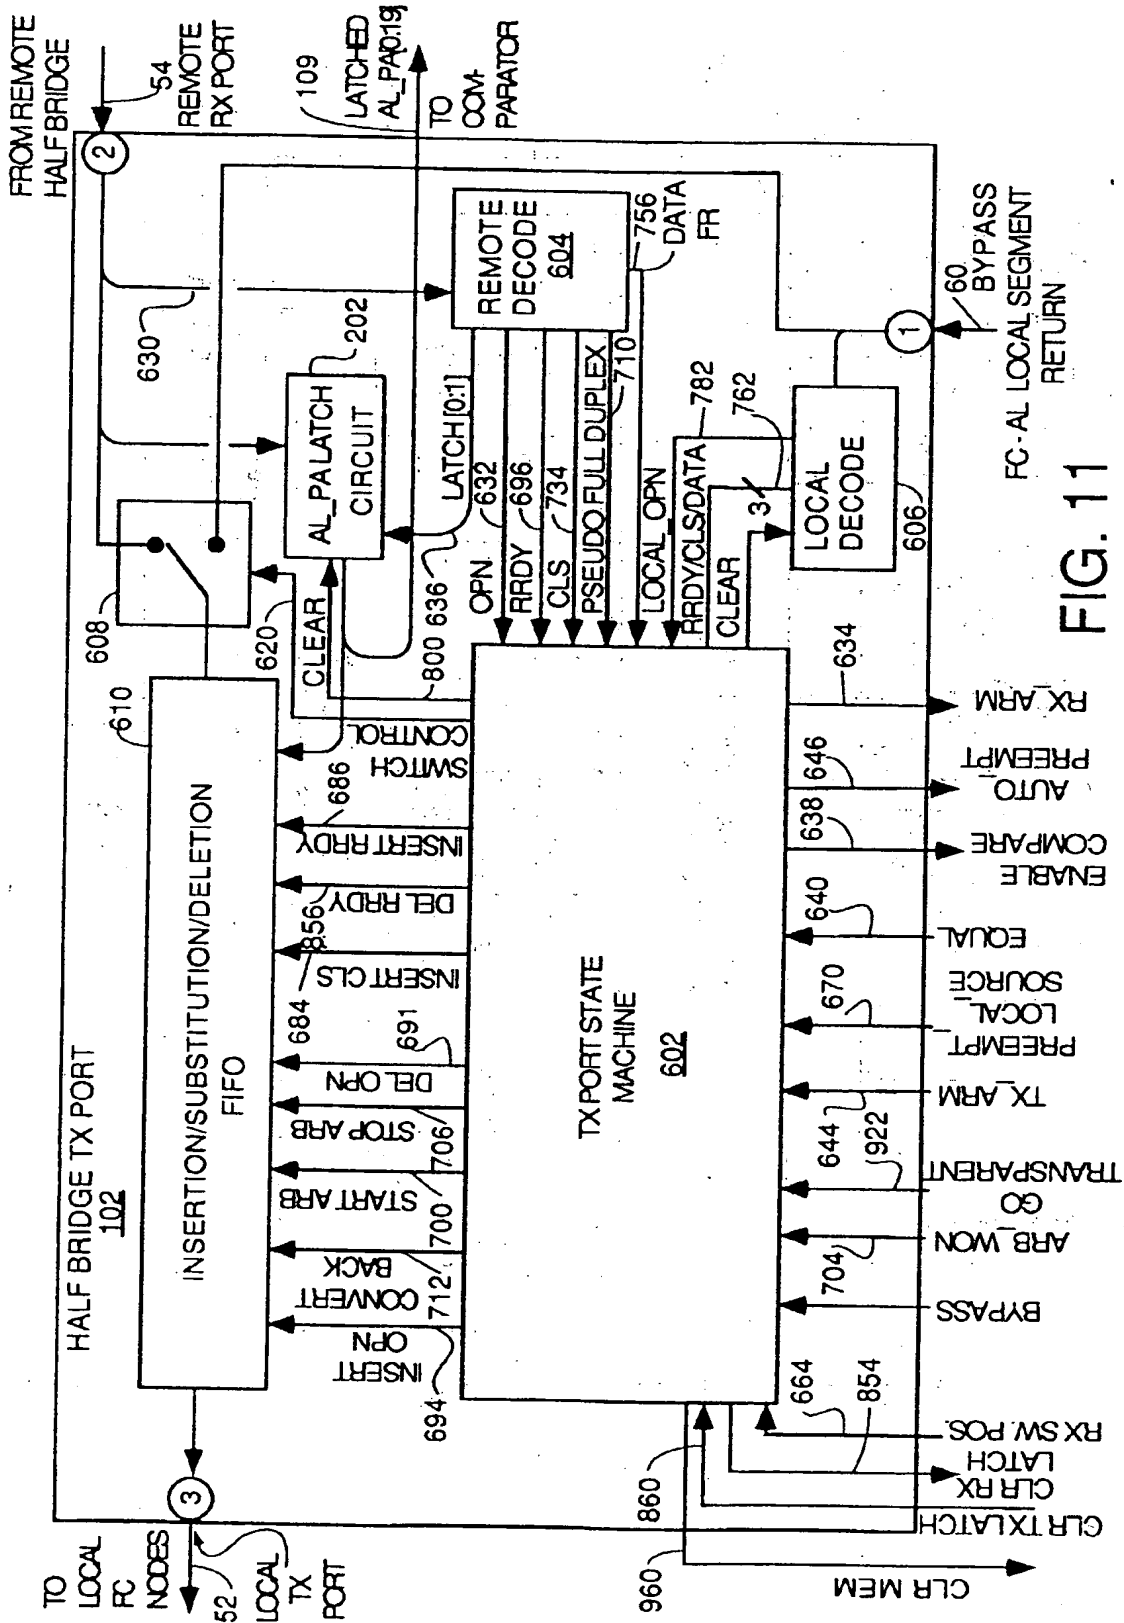 FROM REMOTE
HALF BRIDGE
54
REMOTE
RX PORT
2
109
LATCHED
AL_PA[0:19]
TO
COM-
PARATOR
630
608
620
202
AL_PALATCH
CIRCUIT
CLEAR
636
800
LATCH[0:1]
REMOTE
DECODE
604
756
DATA
FR
OPN
632
RRDY
696
CLS
734
PSEUDO FULL DUPLEX
710
LOCAL_OPN
RRDY/CLS/DATA
782
762
3
CLEAR
LOCAL
DECODE
606
1
60
BYPASS
FC-AL LOCAL SEGMENT
RETURN
HALF BRIDGE TX PORT
102
610
INSERTION/SUBSTITUTION/DELETION
FIFO
3
TO
LOCAL
FC
NODES
52
LOCAL
TX
PORT
SWITCH
CONTROL
INSERT RRDY
686
DEL RRDY
856
INSERT CLS
684
DEL OPN
691
STOP ARB
706
START ARB
700
CONVERT
BACK
712
INSERT
OPN
694
TX PORT STATE
MACHINE
602
634
RX_ARM
646
AUTO_
PREEMPT
638
ENABLE
COMPARE
640
EQUAL
670
PREEMPT_
LOCAL_
SOURCE
644
TX_ARM
922
GO
TRANSPARENT
704
ARB_WON
BYPASS
664
RX SW. POS.
854
CLR RX
LATCH
860
CLR TX LATCH
960
CLR MEM
FIG. 11